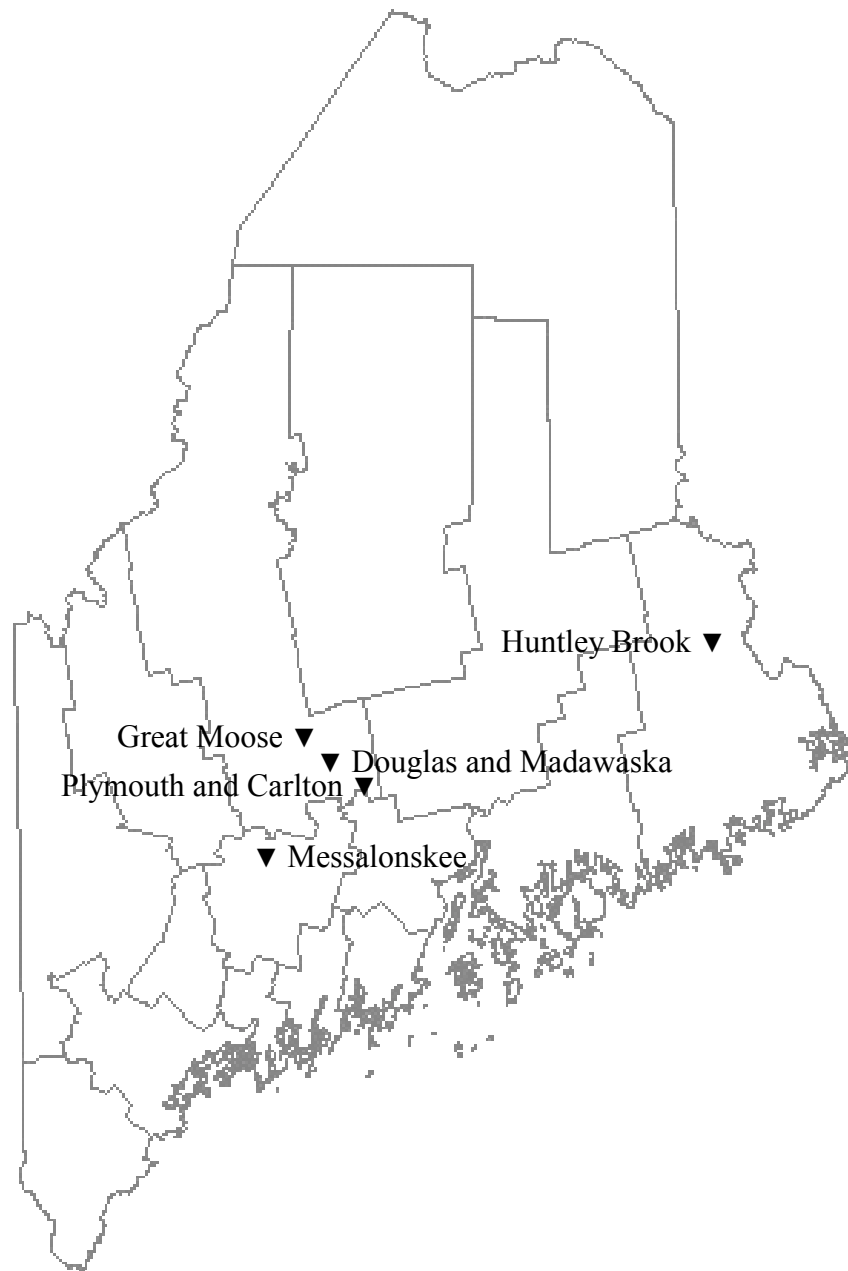 Huntley Brook
Great Moose
Douglas and Madawaska
Plymouth and Carlton
Messalonskee